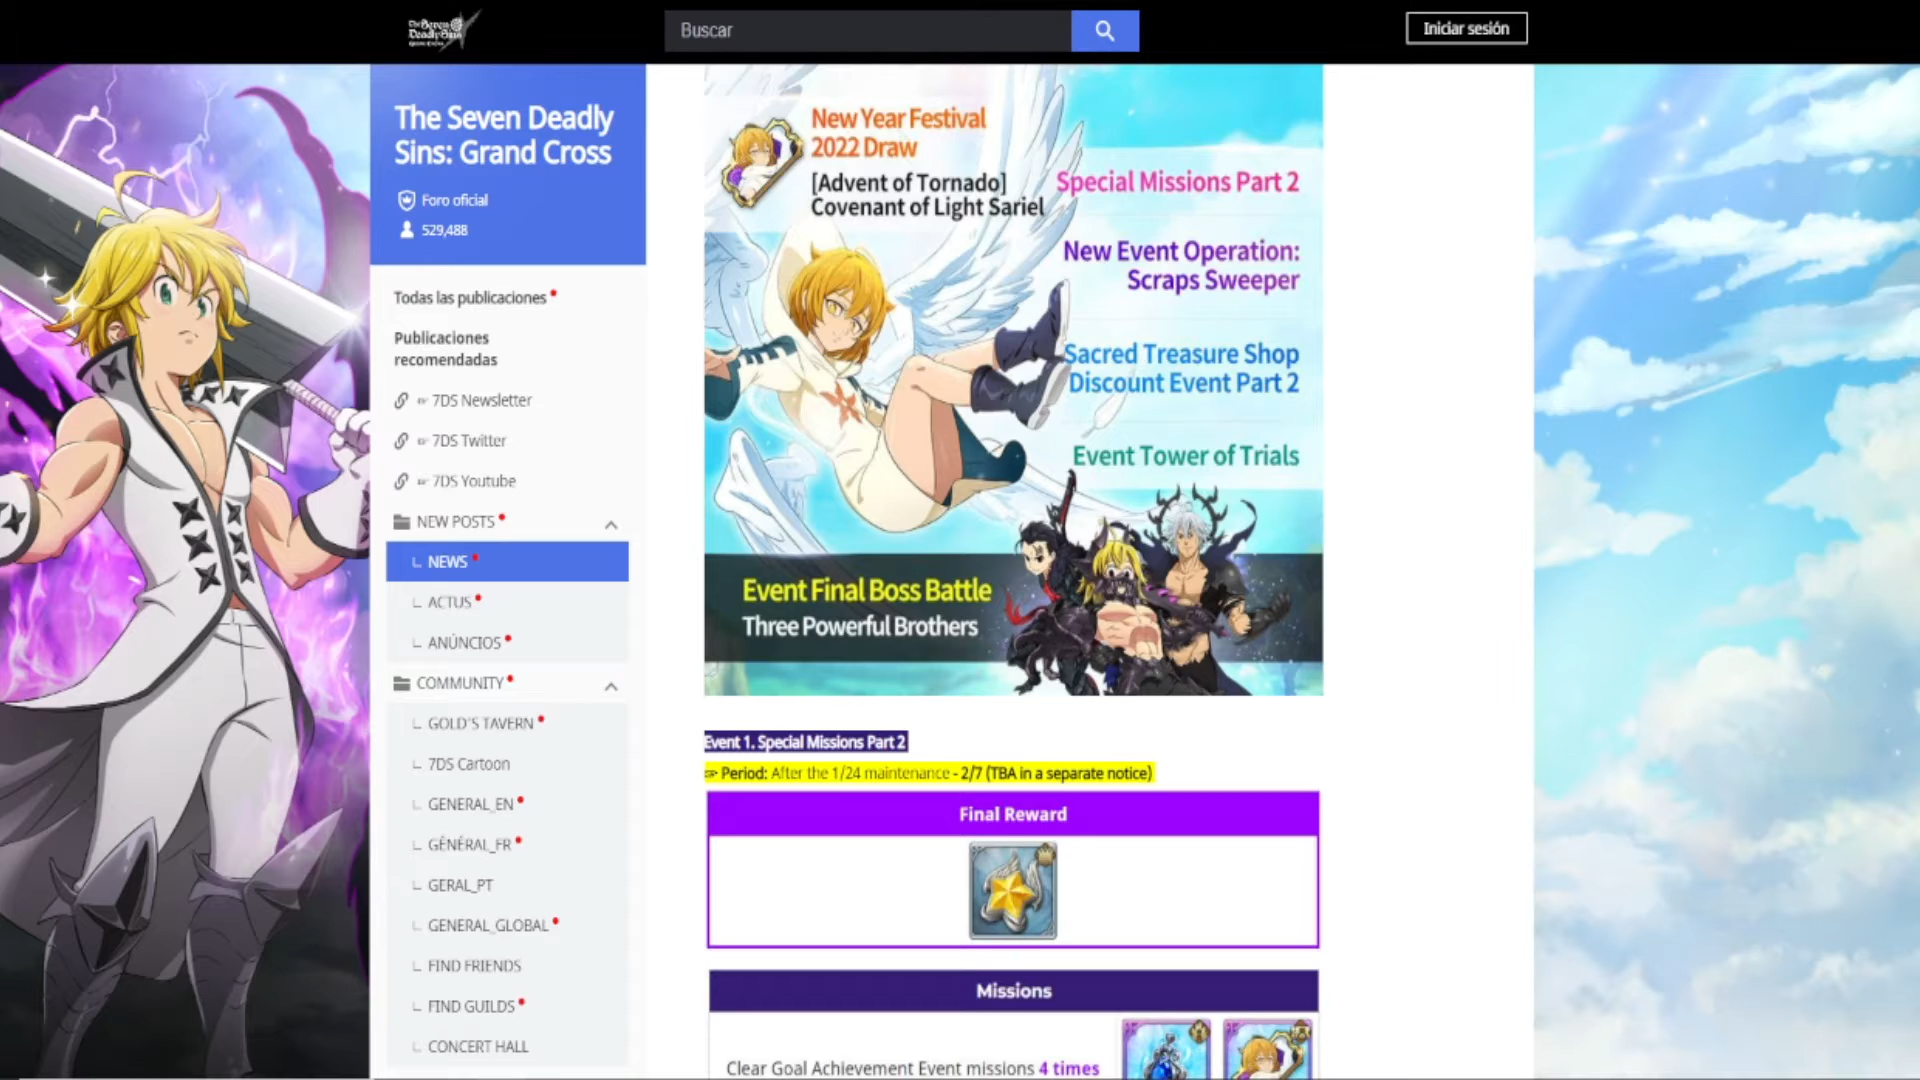 The Seven
Deadly Sins
Buscar
Iniciar sesión
The Seven Deadly
Sins: Grand Cross
Foro oficial
529,488
Todas las publicaciones
Publicaciones
recomendadas
☞ 7DS Newsletter
☞ 7DS Twitter
☞ 7DS Youtube
NEW POSTS
NEWS
ACTUS
ANÚNCIOS
COMMUNITY
GOLD'S TAVERN
7DS Cartoon
GENERAL_EN
GÉNÉRAL_FR
GERAL_PT
GENERAL_GLOBAL
FIND FRIENDS
FIND GUILDS
CONCERT HALL
New Year Festival
2022 Draw
[Advent of Tornado]
Covenant of Light Sariel
Special Missions Part 2
New Event Operation:
Scraps Sweeper
Sacred Treasure Shop
Discount Event Part 2
Event Tower of Trials
Event Final Boss Battle
Three Powerful Brothers
Event 1. Special Missions Part 2
☞ Period: After the 1/24 maintenance - 2/7 (TBA in a separate notice)
Final Reward
Missions
Clear Goal Achievement Event missions 4 times